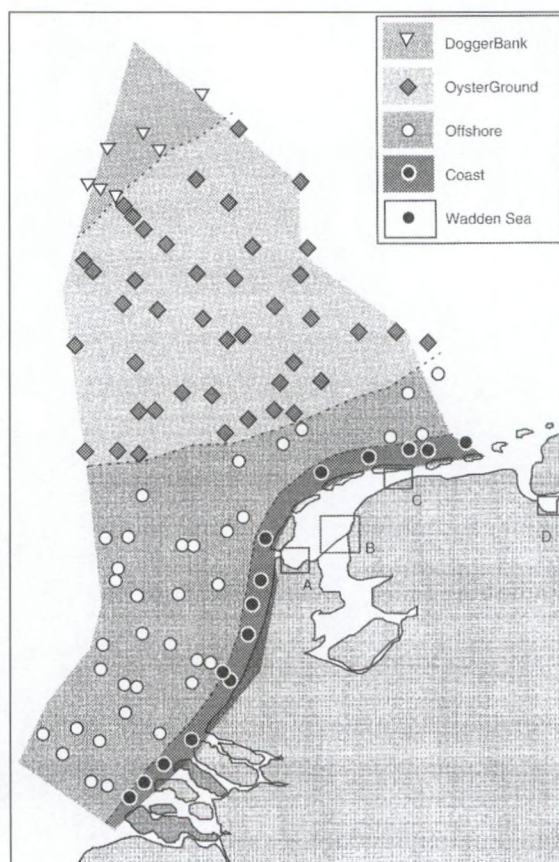 DoggerBank
OysterGround
Offshore
Coast
Wadden Sea
C
D
B
A